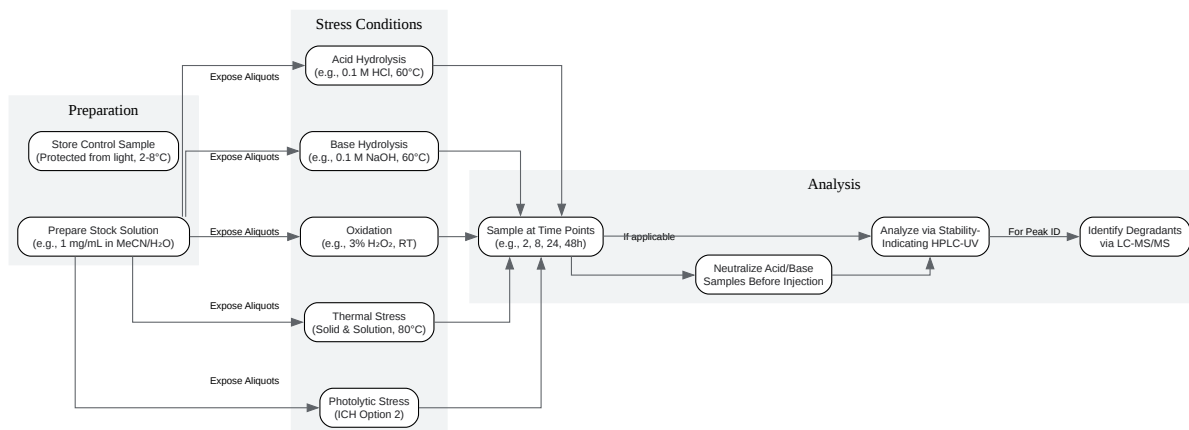 Stress Conditions
Acid Hydrolysis
(e.g., 0.1 M HCl, 60°C)
Expose Aliquots
Preparation
Store Control Sample
(Protected from light, 2-8°C)
Base Hydrolysis
(e.g., 0.1 M NaOH, 60°C)
Expose Aliquots
Analysis
Prepare Stock Solution
(e.g., 1 mg/mL in MeCN/H₂O)
Expose Aliquots
Oxidation
(e.g., 3% H₂O₂, RT)
Sample at Time Points
(e.g., 2, 8, 24, 48h)
If applicable
Analyze via Stability-
Indicating HPLC-UV
For Peak ID
Identify Degradants
via LC-MS/MS
Neutralize Acid/Base
Samples Before Injection
Expose Aliquots
Thermal Stress
(Solid & Solution, 80°C)
Expose Aliquots
Photolytic Stress
(ICH Option 2)